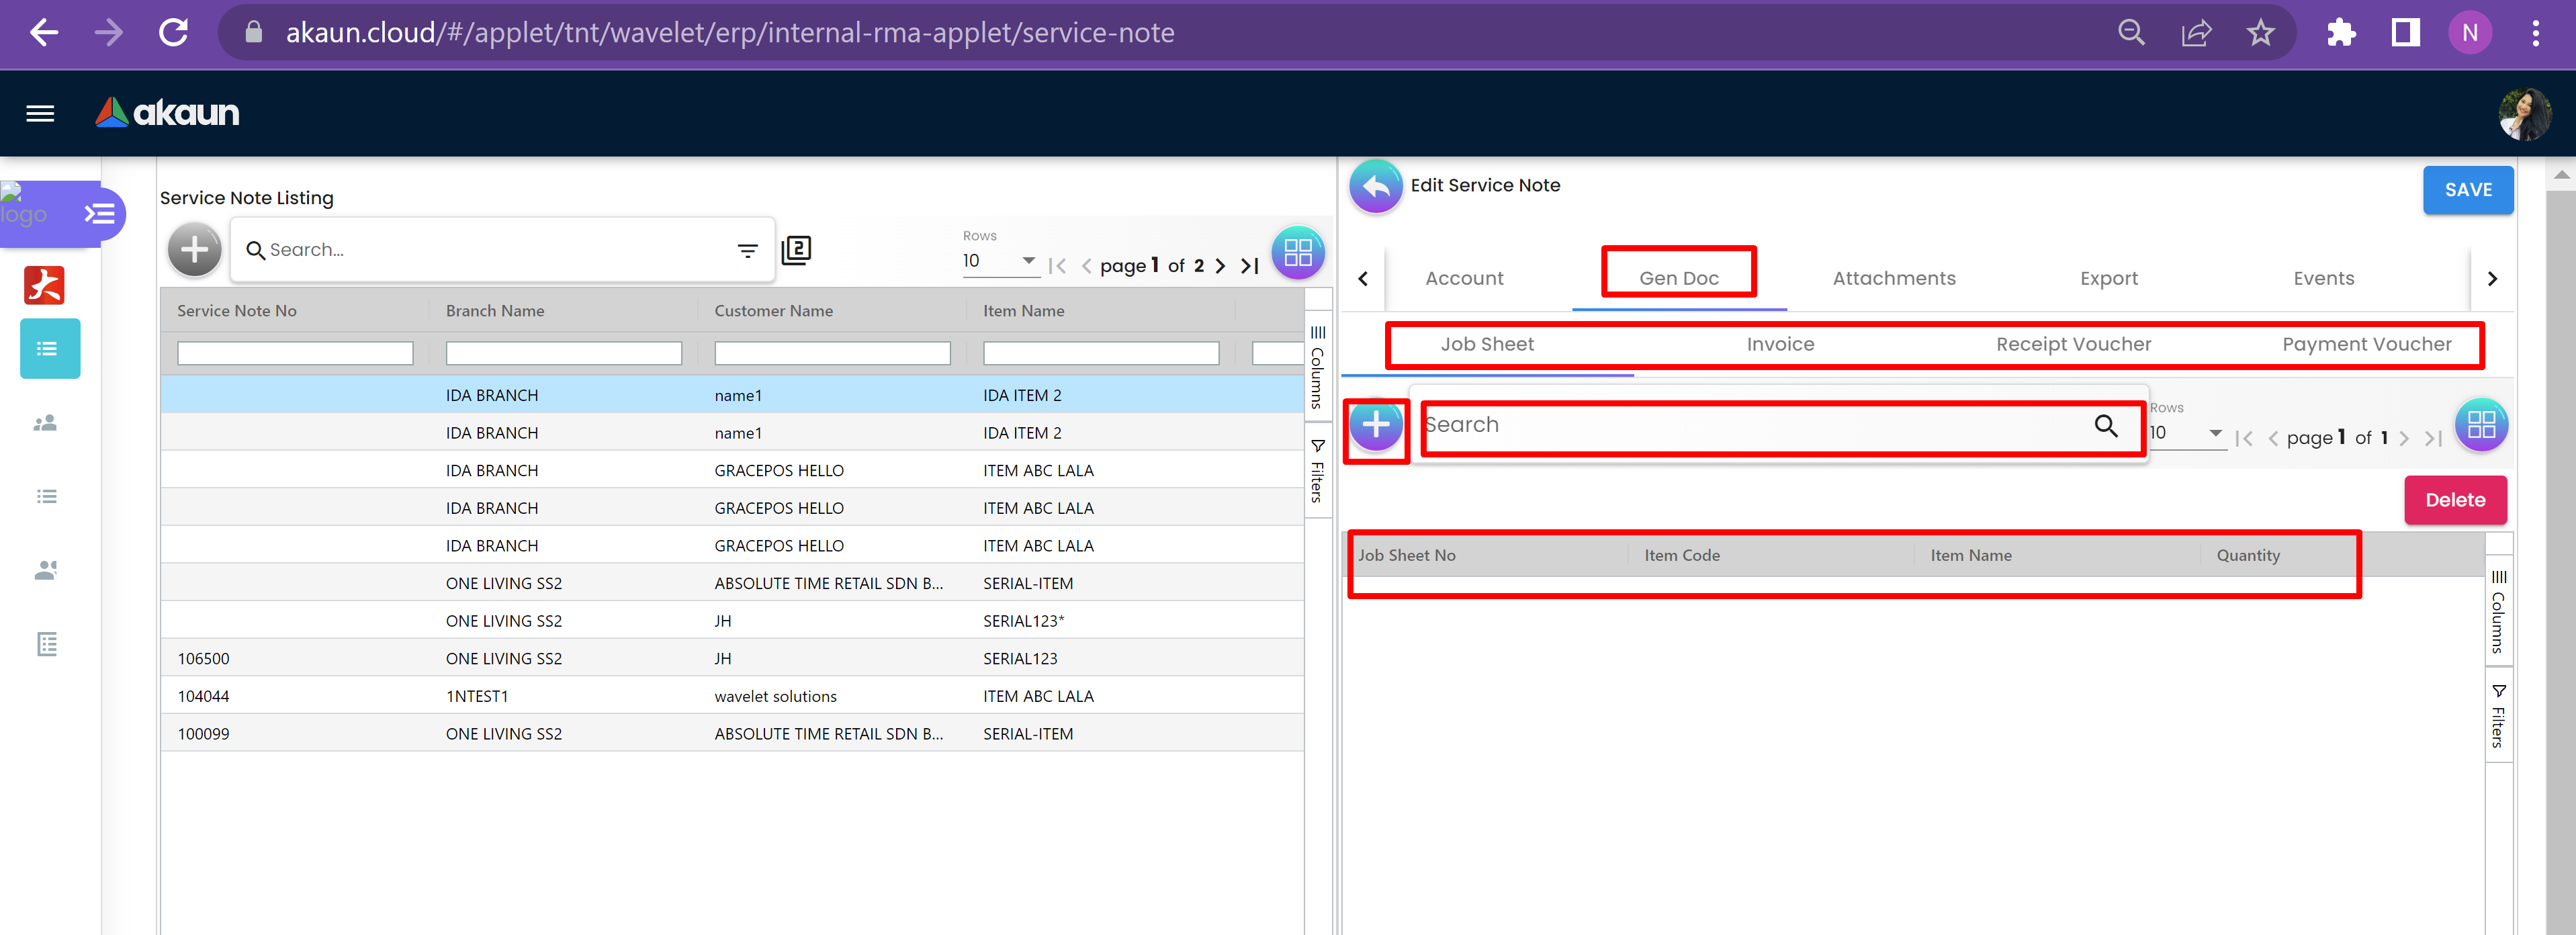 akaun.cloud/#/applet/tnt/wavelet/erp/internal-rma-applet/service-note
N
akaun
logo
Service Note Listing
Search...
2
Rows
10
page 1 of 2
Service Note No Branch Name Customer Name Item Name
IDA BRANCH name1 IDA ITEM 2
IDA BRANCH name1 IDA ITEM 2
IDA BRANCH GRACEPOS HELLO ITEM ABC LALA
IDA BRANCH GRACEPOS HELLO ITEM ABC LALA
IDA BRANCH GRACEPOS HELLO ITEM ABC LALA
ONE LIVING SS2 ABSOLUTE TIME RETAIL SDN B... SERIAL-ITEM
ONE LIVING SS2 JH SERIAL123*
106500 ONE LIVING SS2 JH SERIAL123
104044 1NTEST1 wavelet solutions ITEM ABC LALA
100099 ONE LIVING SS2 ABSOLUTE TIME RETAIL SDN B... SERIAL-ITEM
Columns
Filters
Edit Service Note
SAVE
Account Gen Doc Attachments Export Events
Job Sheet Invoice Receipt Voucher Payment Voucher
Search
Rows
10
page 1 of 1
Delete
Job Sheet No Item Code Item Name Quantity
Columns
Filters